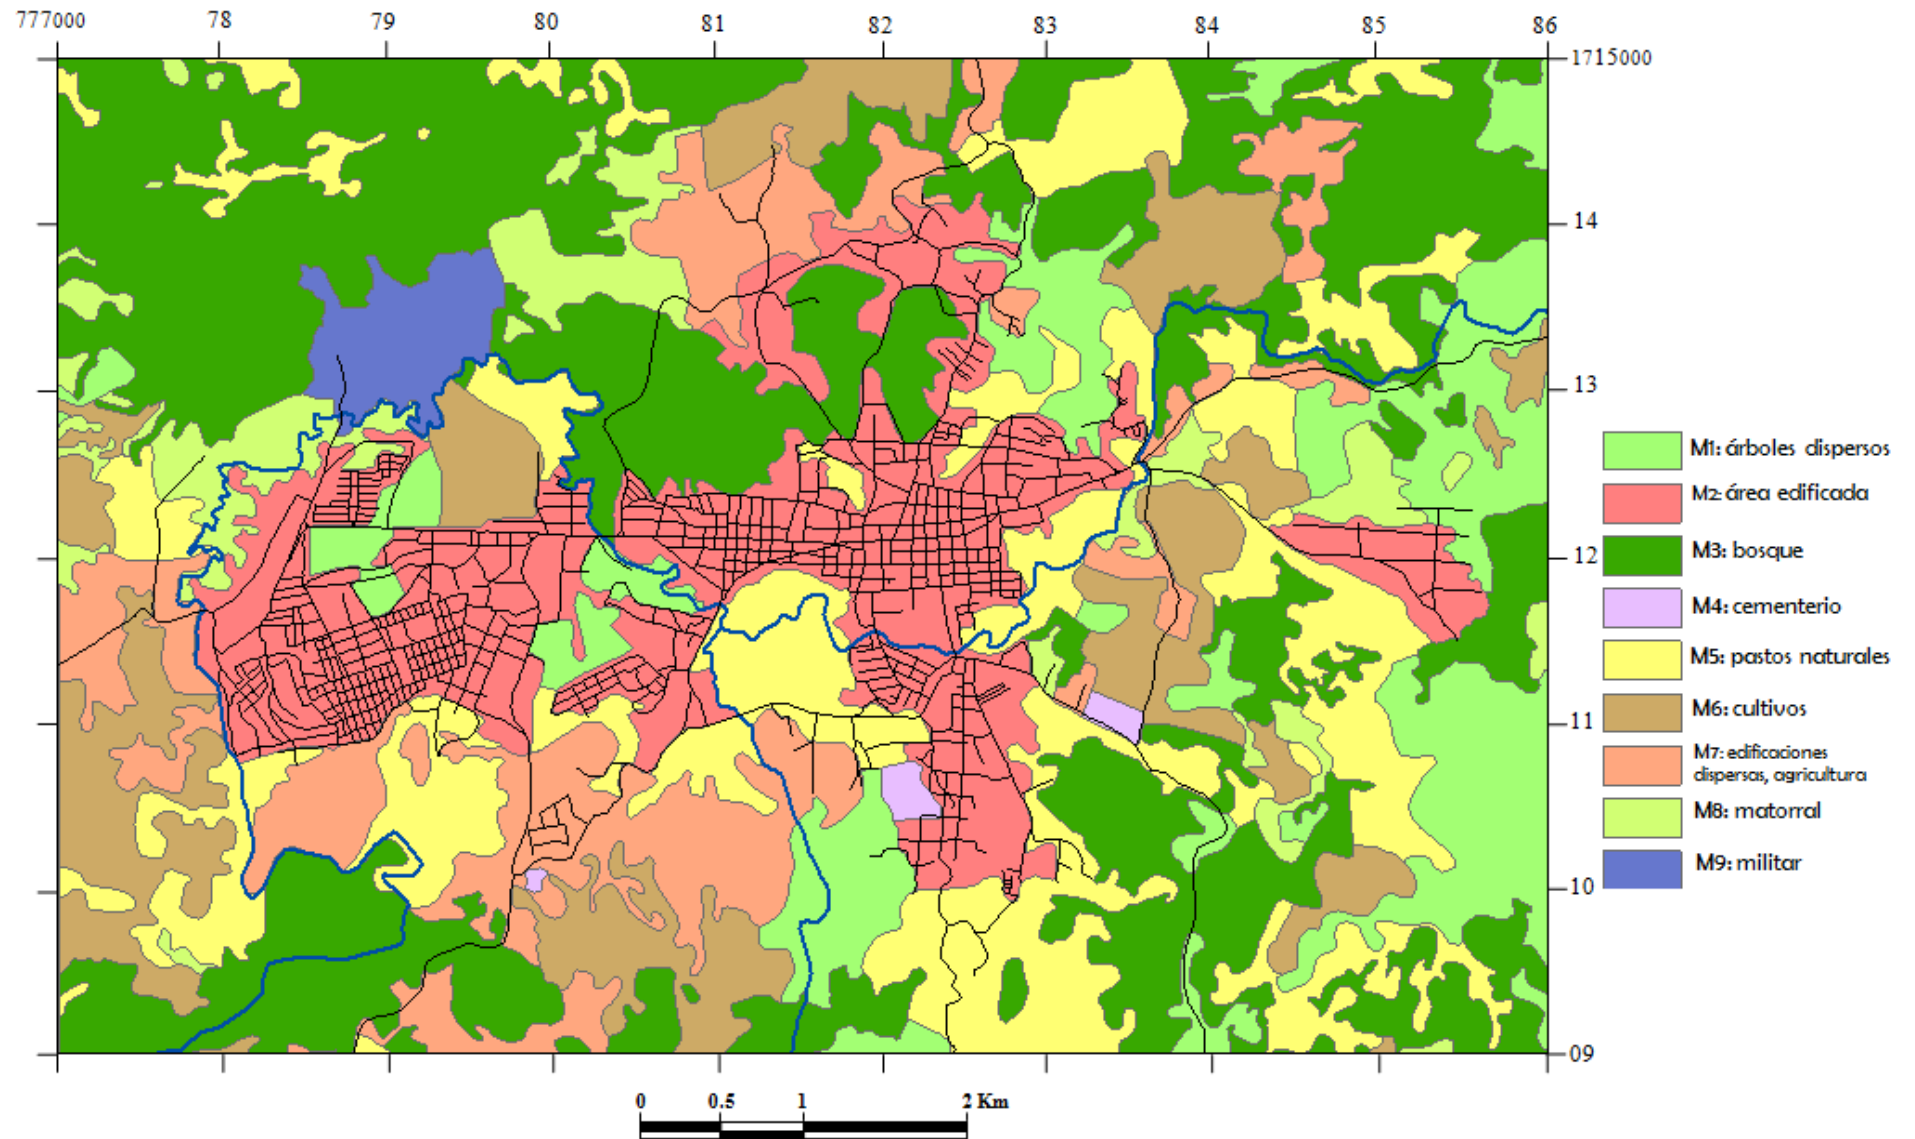 777000 78 79 80 81 82 83 84 85 86
1715000
14
13
12
11
10
09
M1: árboles dispersos
M2: área edificada
M3: bosque
M4: cementerio
M5: pastos naturales
M6: cultivos
M7: edificaciones
dispersas, agricultura
M8: matorral
M9: militar
0 0.5 1 2 Km